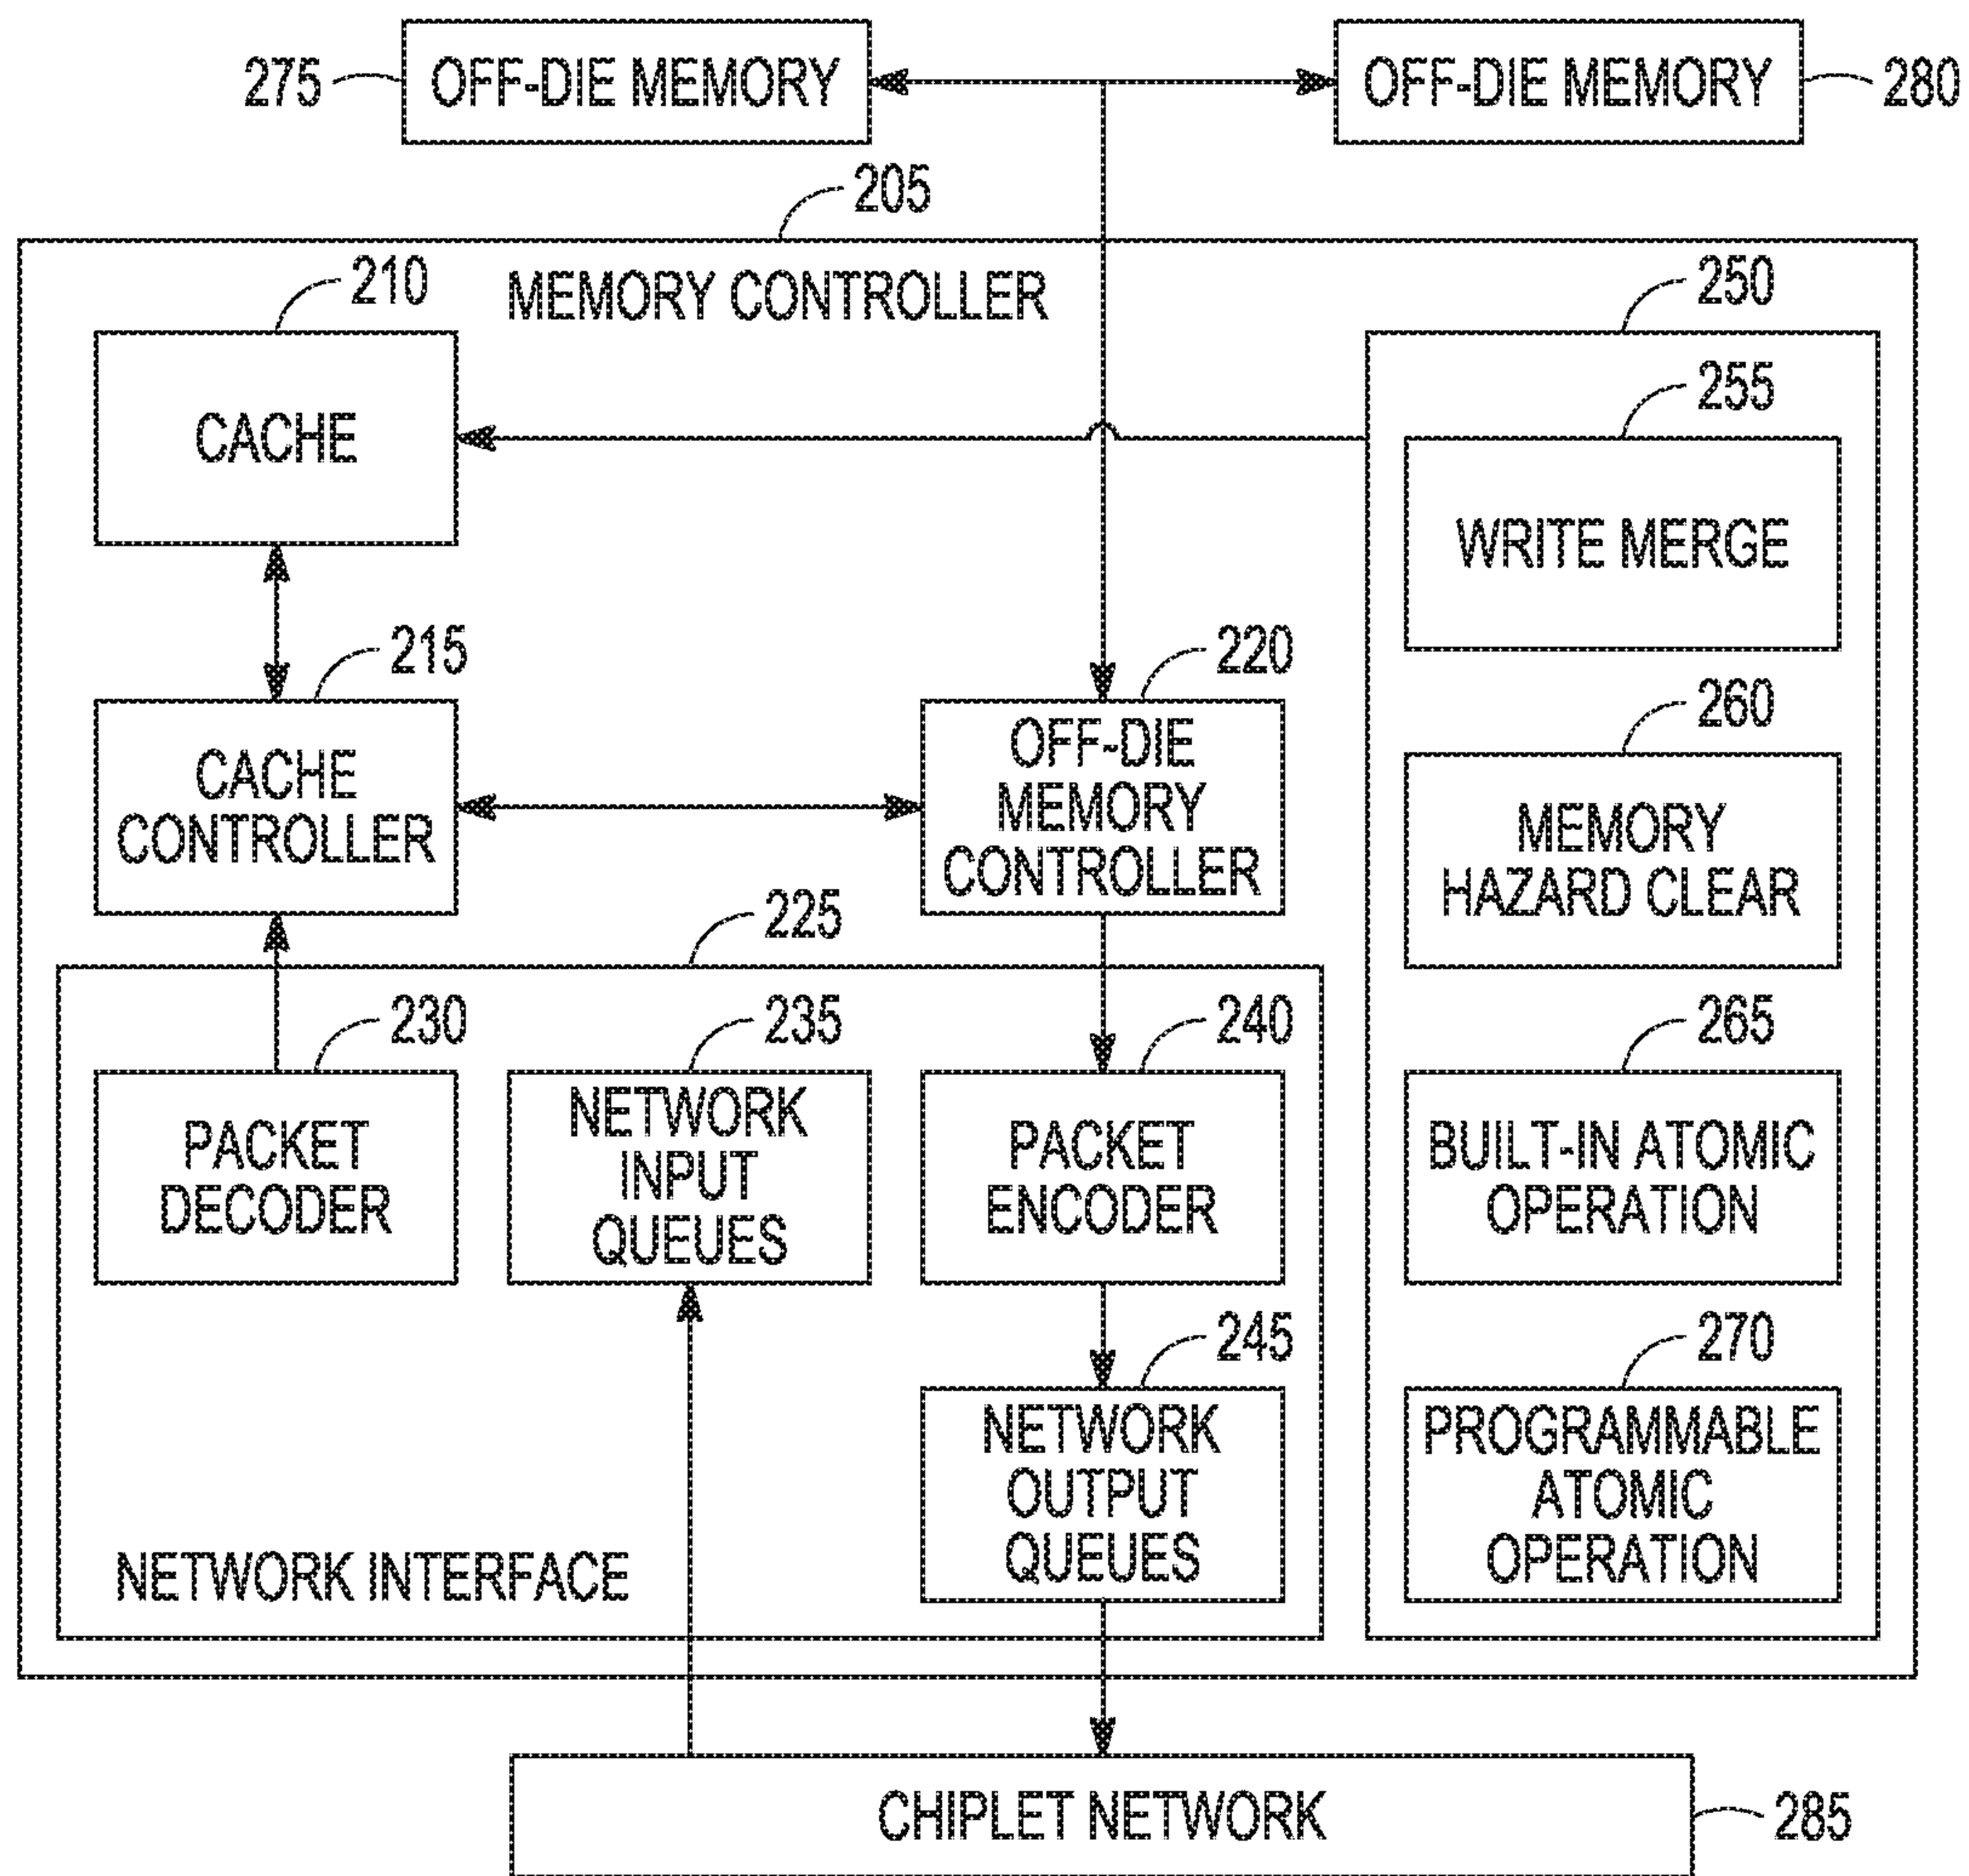 275
OFF-DIE MEMORY
OFF-DIE MEMORY
280
205
MEMORY CONTROLLER
210
CACHE
250
255
WRITE MERGE
215
CACHE
CONTROLLER
220
OFF-DIE
MEMORY
CONTROLLER
260
MEMORY
HAZARD CLEAR
225
230
PACKET
DECODER
235
NETWORK
INPUT
QUEUES
240
PACKET
ENCODER
265
BUILT-IN ATOMIC
OPERATION
245
NETWORK
OUTPUT
QUEUES
270
PROGRAMMABLE
ATOMIC
OPERATION
NETWORK INTERFACE
CHIPLET NETWORK
285